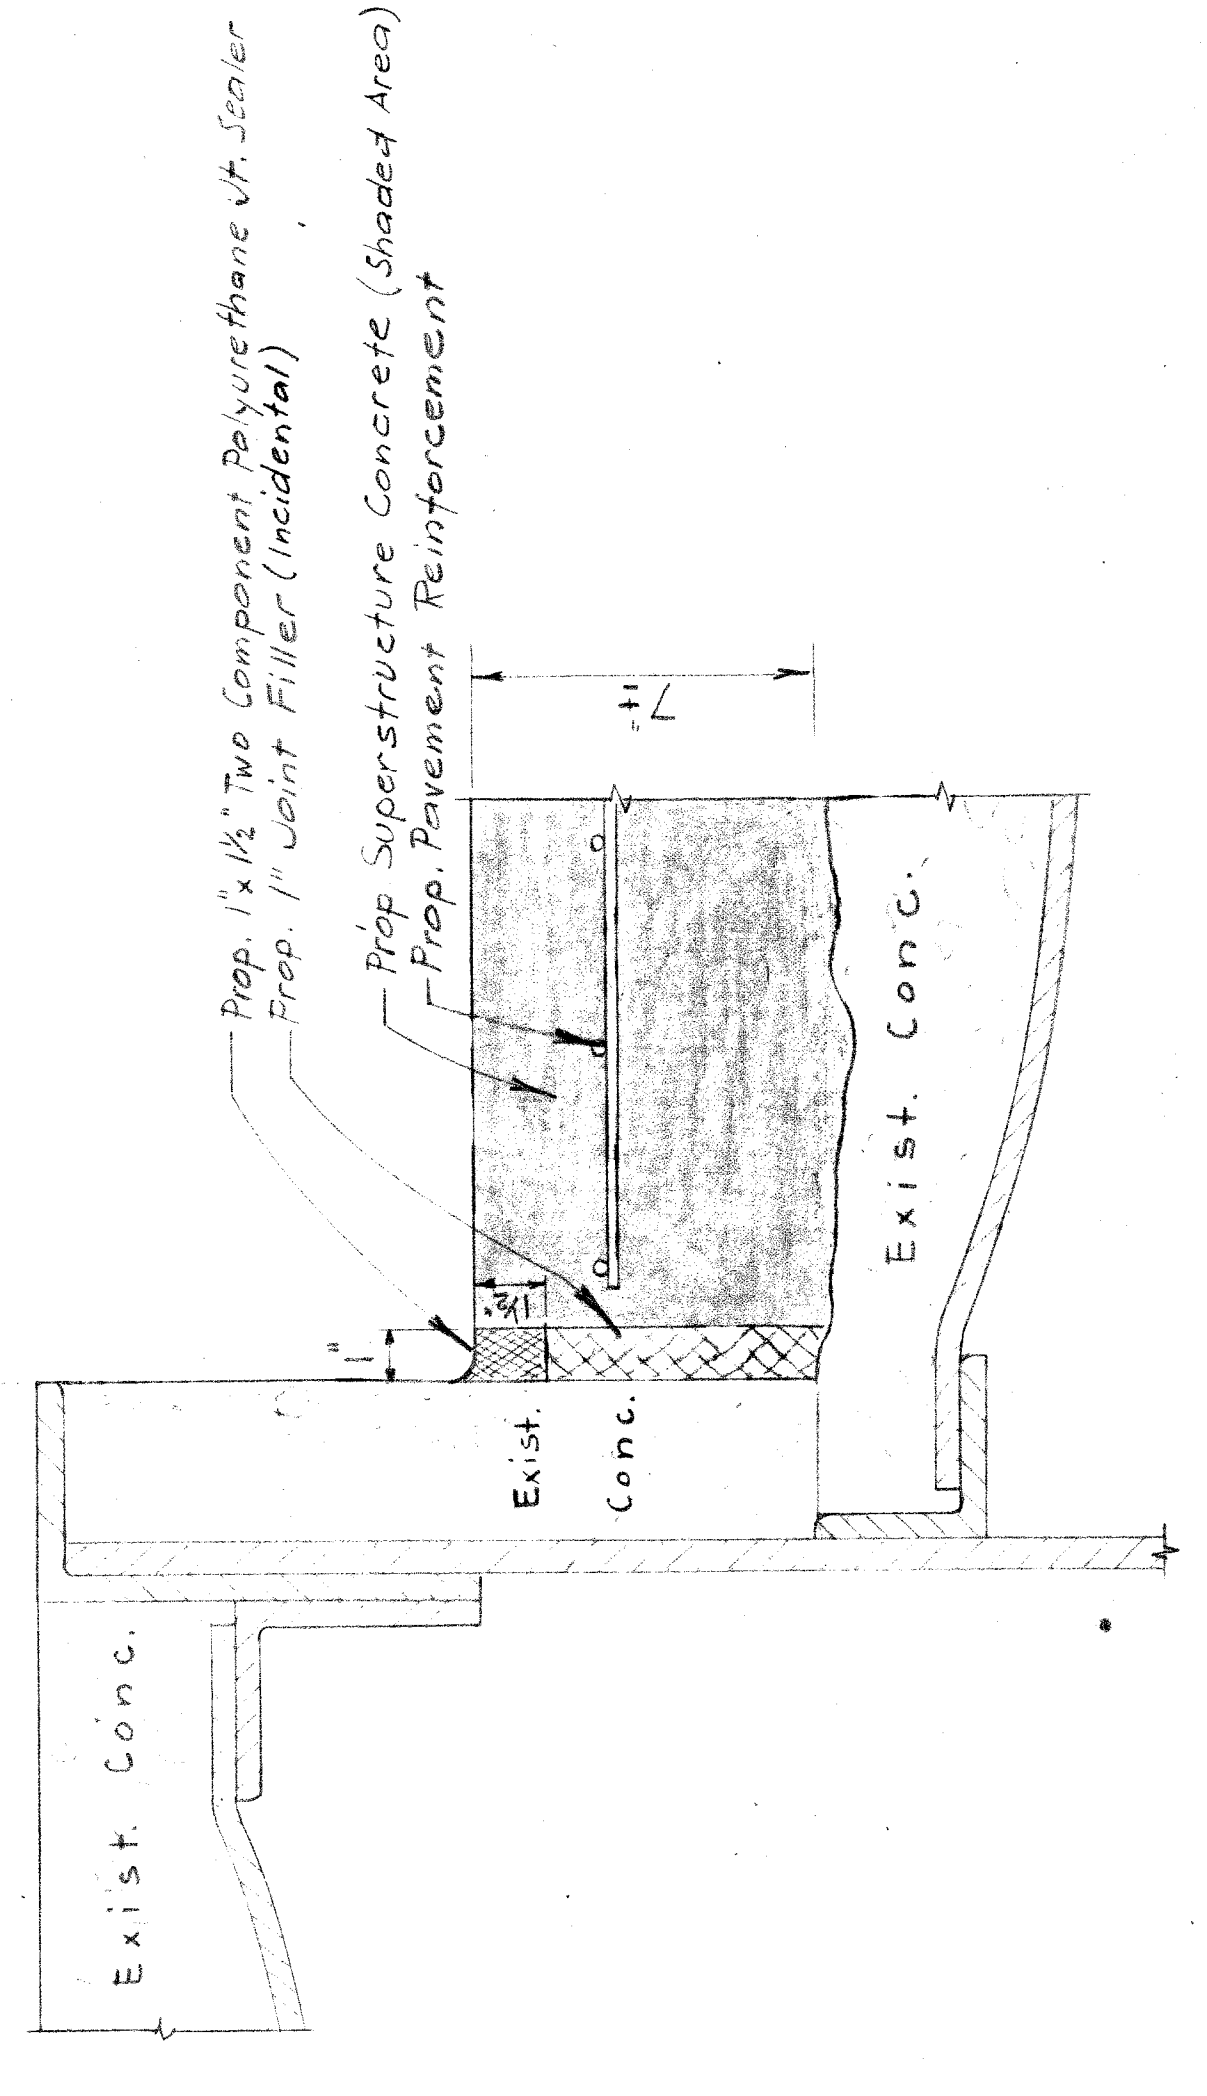 Prop. 1" x 1½" Two Component Polyurethane Jt. Sealer
Prop. 1" Joint Filler (Incidental)
Prop Superstructure Concrete (Shaded Area)
Prop. Pavement Reinforcement
1"
1½"
7"±
Exist. Conc.
Exist.
Conc.
Exist. Conc.